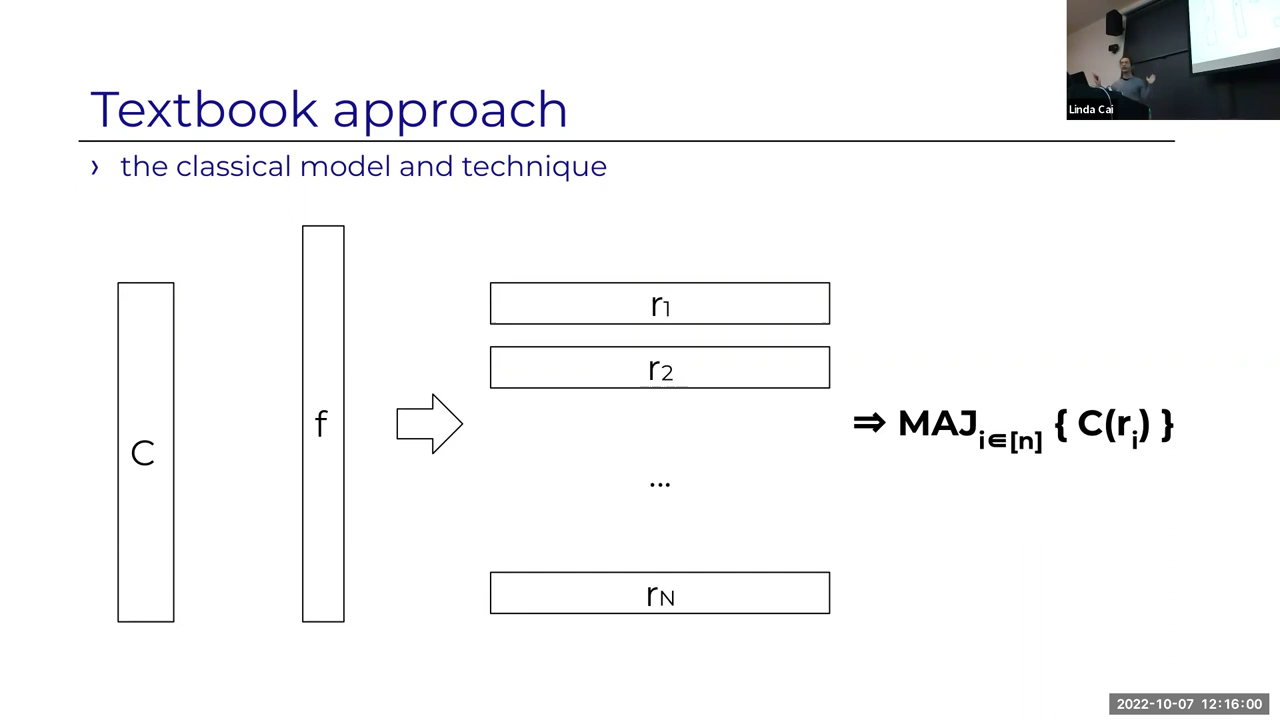 Textbook approach
Linda Cai
› the classical model and technique
C
f
r1
r2
...
rN
⇒ MAJi∈[n] { C(ri) }
2022-10-07 12:16:00